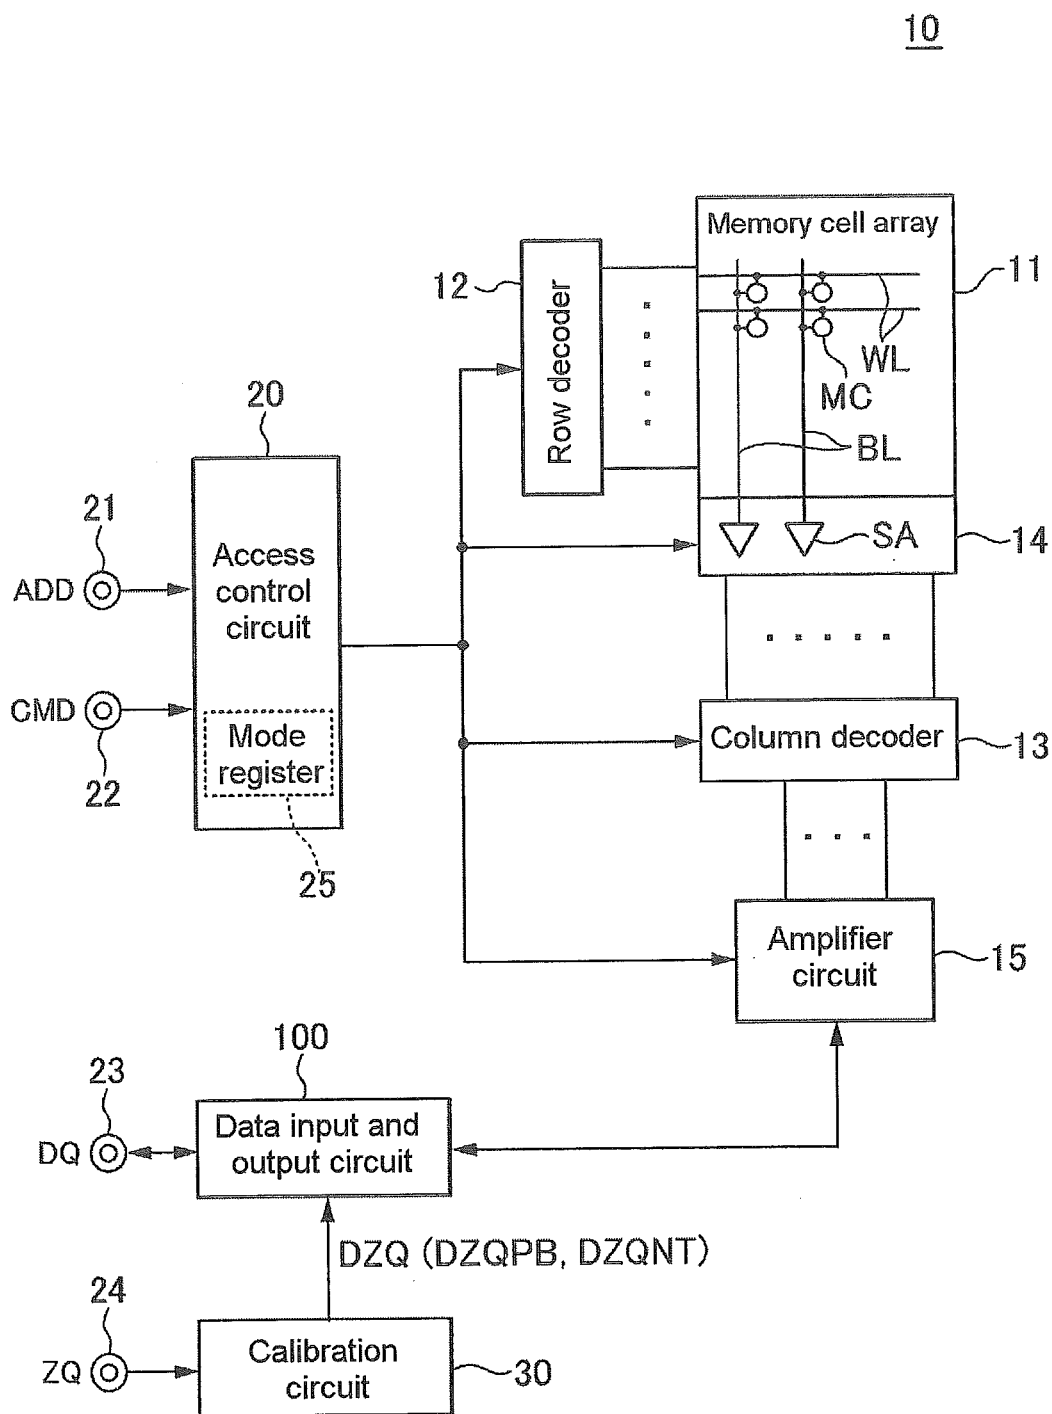 10
Memory cell array
11
12
Row decoder
WL
MC
BL
20
21
SA
14
ADD
Access
control
circuit
CMD
Mode
register
22
Column decoder
13
25
Amplifier
circuit
15
100
23
DQ
Data input and
output circuit
DZQ (DZQPB, DZQNT)
24
ZQ
Calibration
circuit
30